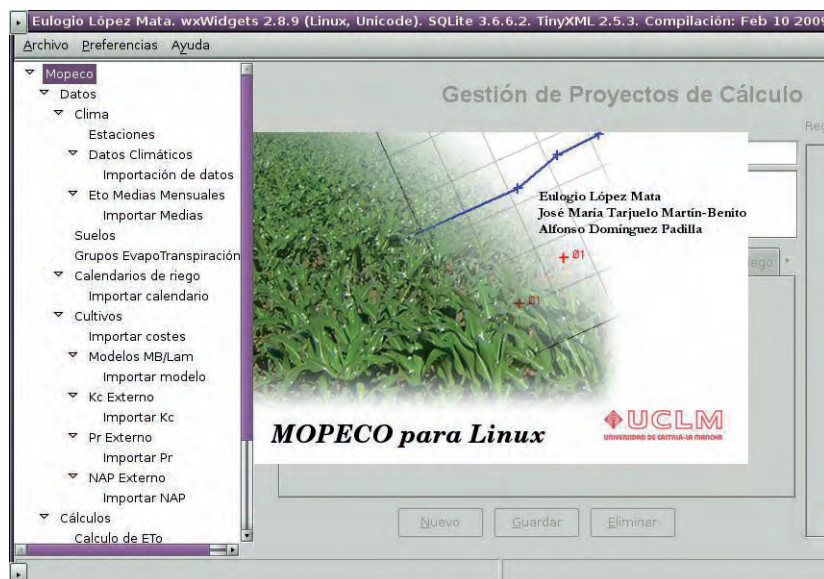 Eulogio López Mata. wxWidgets 2.8.9 (Linux, Unicode). SQLite 3.6.6.2. TinyXML 2.5.3. Compilación: Feb 10 2009
Archivo Preferencias Ayuda
Mopeco
Datos
Clima
Estaciones
Datos Climáticos
Importación de datos
Eto Medias Mensuales
Importar Medias
Suelos
Grupos EvapoTranspiración
Calendarios de riego
Importar calendario
Cultivos
Importar costes
Modelos MB/Lam
Importar modelo
Kc Externo
Importar Kc
Pr Externo
Importar Pr
NAP Externo
Importar NAP
Cálculos
Calculo de ETo
Gestión de Proyectos de Cálculo
Reg
Eulogio López Mata
José María Tarjuelo Martín-Benito
Alfonso Domínguez Padilla
Ø1
Ø1
iego
MOPECO para Linux
UCLM
UNIVERSIDAD DE CASTILLA-LA MANCHA
Nuevo Guardar Eliminar